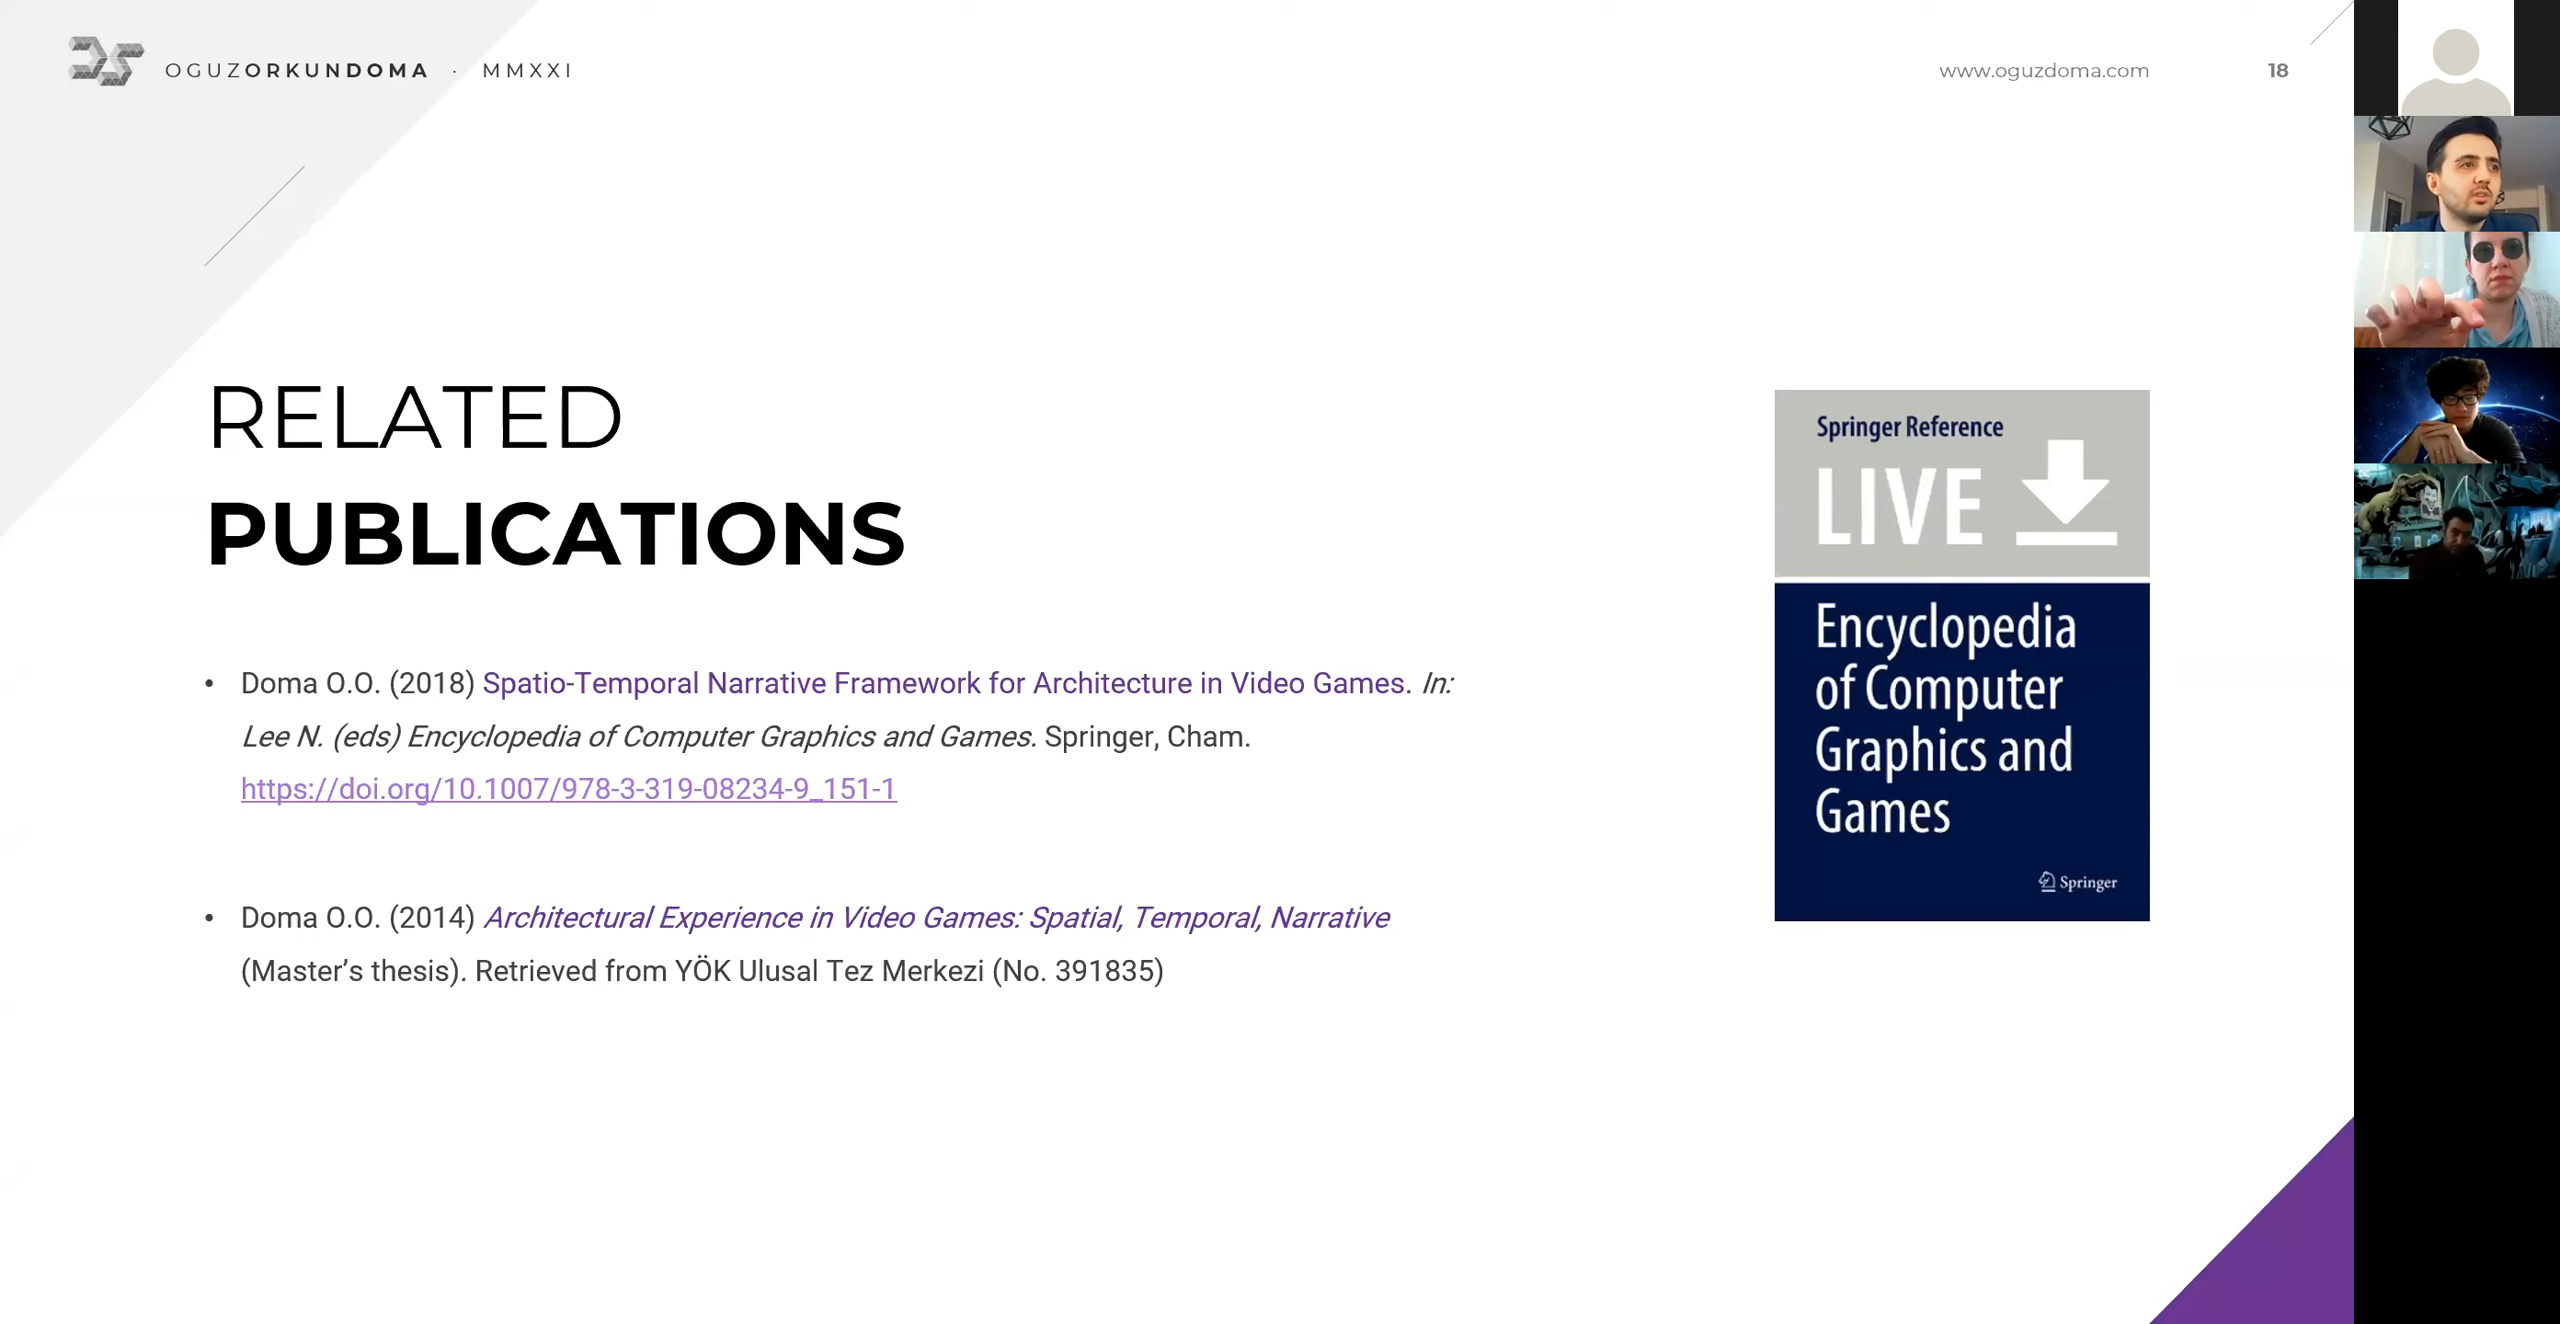 OGUZORKUNDOMA · MMXXI
www.oguzdoma.com
18
RELATED
PUBLICATIONS
• Doma O.O. (2018) Spatio-Temporal Narrative Framework for Architecture in Video Games. In:
Lee N. (eds) Encyclopedia of Computer Graphics and Games. Springer, Cham.
https://doi.org/10.1007/978-3-319-08234-9_151-1
• Doma O.O. (2014) Architectural Experience in Video Games: Spatial, Temporal, Narrative
(Master’s thesis). Retrieved from YÖK Ulusal Tez Merkezi (No. 391835)
Springer Reference
LIVE
Encyclopedia
of Computer
Graphics and
Games
Springer